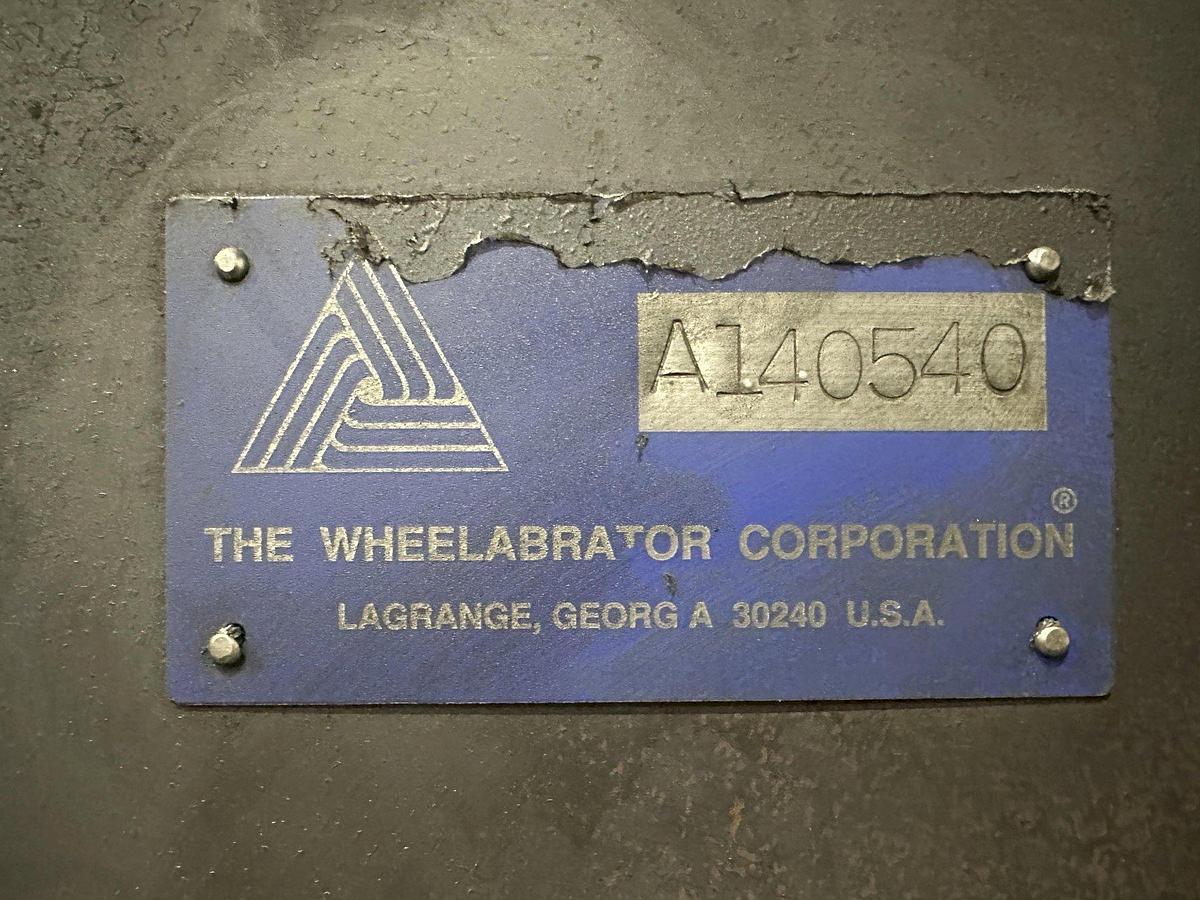 A140540
®
THE WHEELABRATOR CORPORATION
LAGRANGE, GEORG A 30240 U.S.A.